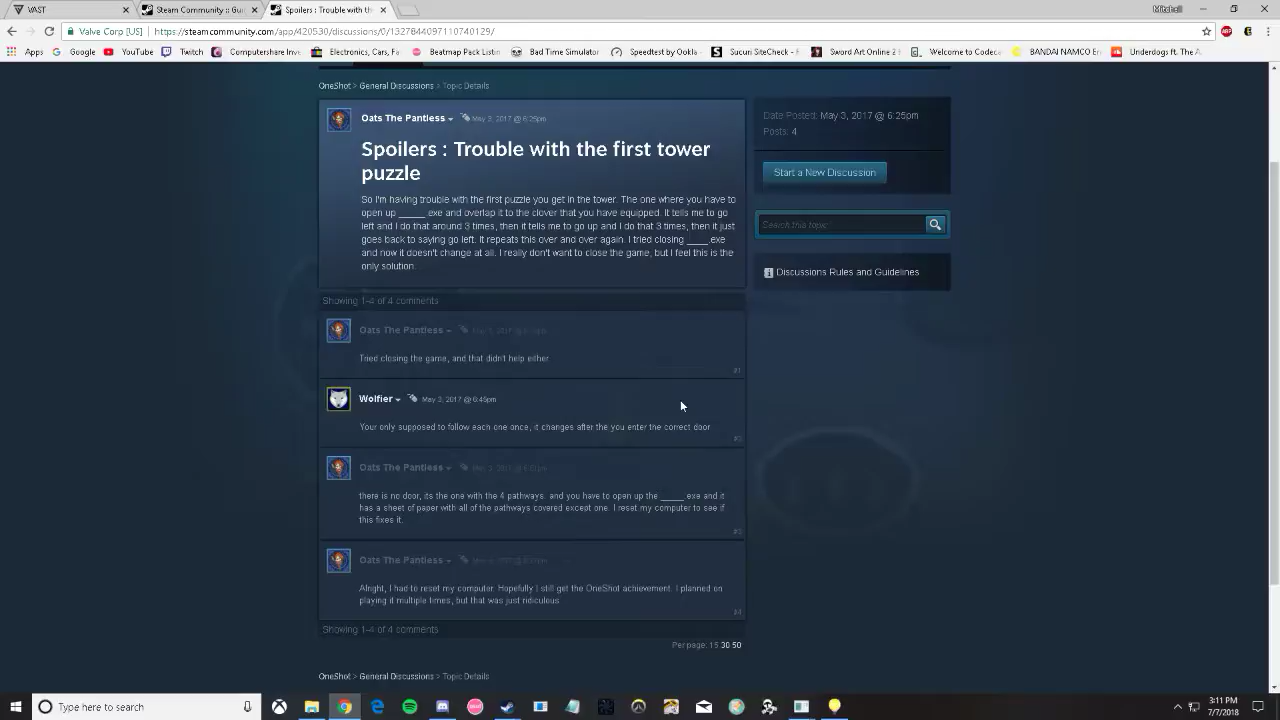 VAST
Steam Community :: Guide
Spoilers : Trouble with th
Mitchell
Valve Corp [US]
https://steamcommunity.com/app/420530/discussions/0/1327844097110740129/
Apps
Google
YouTube
Twitch
Computershare Inves
Electronics, Cars, Fa
Beatmap Pack Listin
Bad Time Simulator
Speedtest by Ookla
Sucuri SiteCheck - F
Sword Art Online 2 -
Welcome to Codeca
BANDAI NAMCO En
Underdogs ft. The A
OneShot > General Discussions > Topic Details
Oats The Pantless
May 3, 2017 @ 6:25pm
Spoilers : Trouble with the first tower
puzzle
So I'm having trouble with the first puzzle you get in the tower. The one where you have to
open up _____.exe and overlap it to the clover that you have equipped. It tells me to go
left and I do that around 3 times, then it tells me to go up and I do that 3 times, then it just
goes back to saying go left. It repeats this over and over again. I tried closing ____.exe
and now it doesn't change at all. I really don't want to close the game, but I feel this is the
only solution.
Date Posted: May 3, 2017 @ 6:25pm
Posts: 4
Start a New Discussion
Search this topic
Discussions Rules and Guidelines
Showing 1-4 of 4 comments
Oats The Pantless
Tried closing the game, and that didn't help either
#1
Wolfier
May 3, 2017 @ 6:46pm
Your only supposed to follow each one once, it changes after the you enter the correct door
#2
Oats The Pantless
there is no door, its the one with the 4 pathways. and you have to open up the _____.exe and it
has a sheet of paper with all of the pathways covered except one. I reset my computer to see if
this fixes it.
#3
Oats The Pantless
Alright, I had to reset my computer. Hopefully I still get the OneShot achievement. I planned on
playing it multiple times, but that was just ridiculous
#4
Showing 1-4 of 4 comments
Per page: 15 30 50
OneShot > General Discussions > Topic Details
Type here to search
3:11 PM
7/7/2018